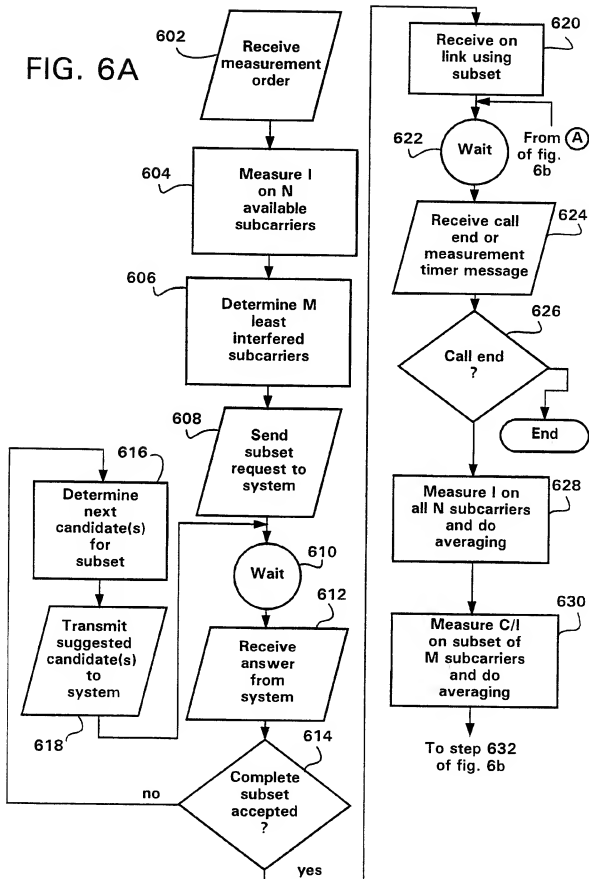 FIG. 6A
602
Receive
measurement
order
604
Measure I
on N
available
subcarriers
606
Determine M
least
interfered
subcarriers
608
Send
subset
request to
system
610
Wait
612
Receive
answer
from
system
614
Complete
subset
accepted
?
no
yes
616
Determine
next
candidate(s)
for
subset
Transmit
suggested
candidate(s)
to
system
618
620
Receive on
link using
subset
From A
of fig.
6b
622
Wait
624
Receive call
end or
measurement
timer message
626
Call end
?
End
628
Measure I on
all N subcarriers
and do
averaging
630
Measure C/I
on subset of
M subcarriers
and do
averaging
To step 632
of fig. 6b